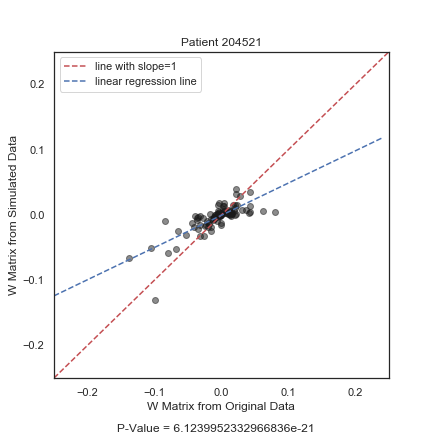 Patient 204521
line with slope=1
linear regression line
0.2
0.1
0.0
−0.1
−0.2
W Matrix from Simulated Data
−0.2 −0.1 0.0 0.1 0.2
W Matrix from Original Data
P-Value = 6.1239952332966836e-21